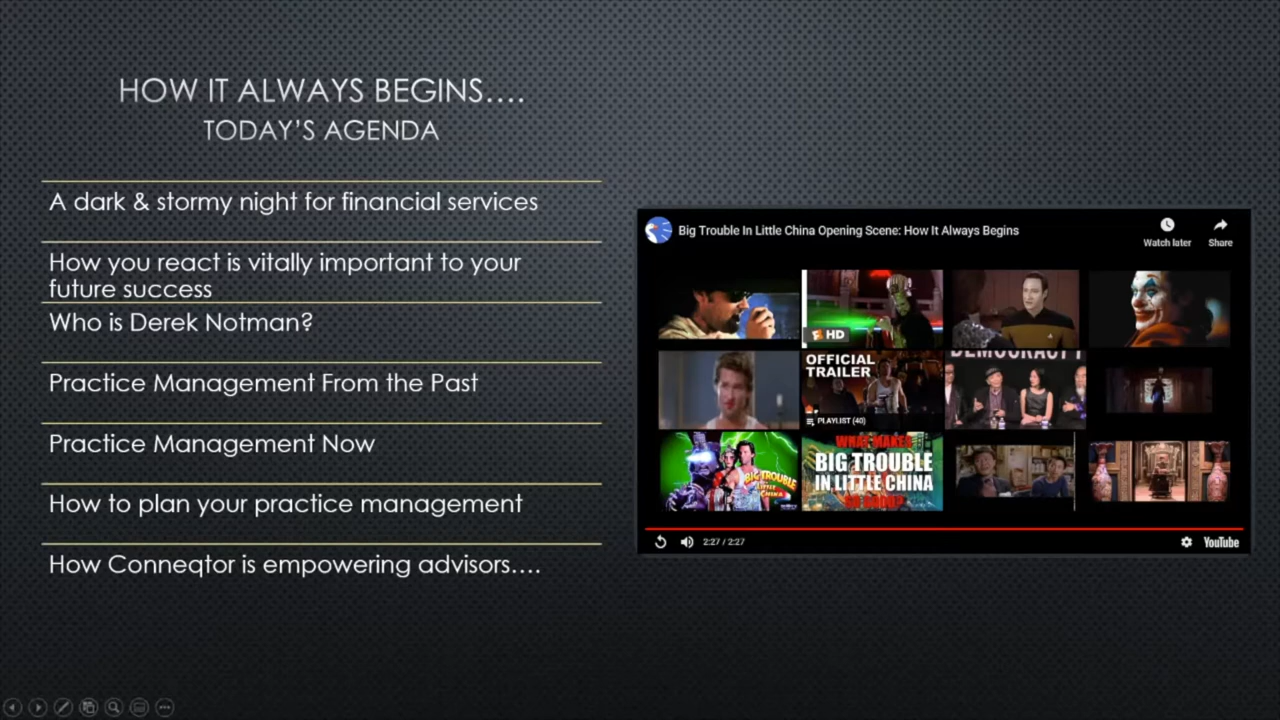 HOW IT ALWAYS BEGINS....
TODAY'S AGENDA
A dark & stormy night for financial services
How you react is vitally important to your
future success
Who is Derek Notman?
Practice Management From the Past
Practice Management Now
How to plan your practice management
How Conneqtor is empowering advisors....
Big Trouble In Little China Opening Scene: How It Always Begins
Watch later
Share
HD
OFFICIAL
TRAILER
PLAYLIST (40)
DEMOCRACY
BIG TROUBLE
LITTLE
CHINA
WHAT MAKES
BIG TROUBLE
IN LITTLE CHINA
SO GOOD?
2:27 / 2:27
YouTube